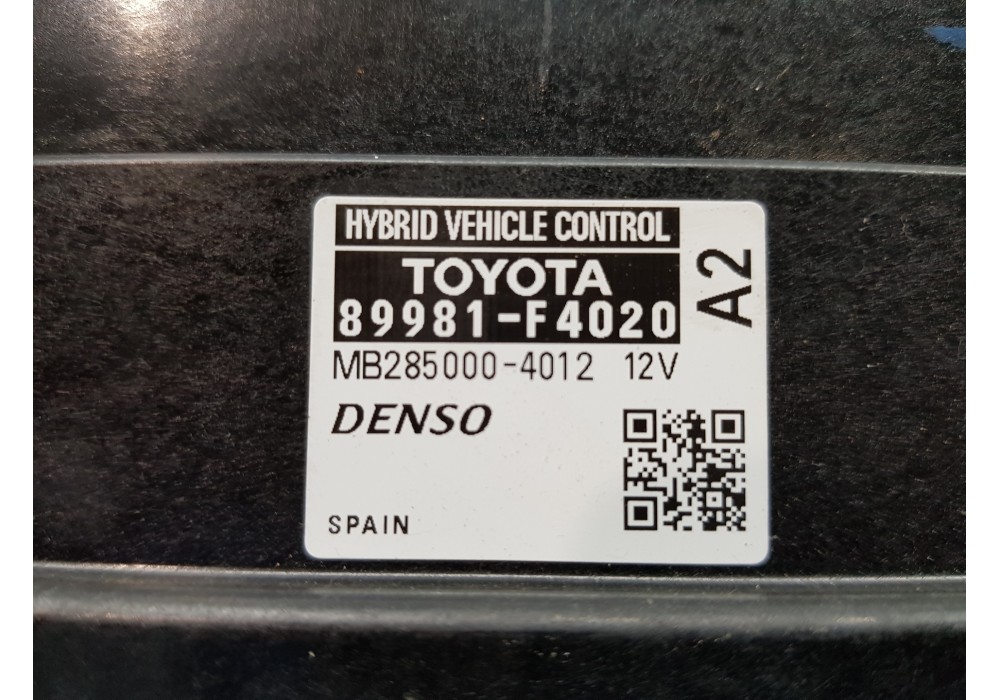 HYBRID VEHICLE CONTROL
TOYOTA
89981-F4020
A2
MB285000-4012 12V
DENSO
SPAIN